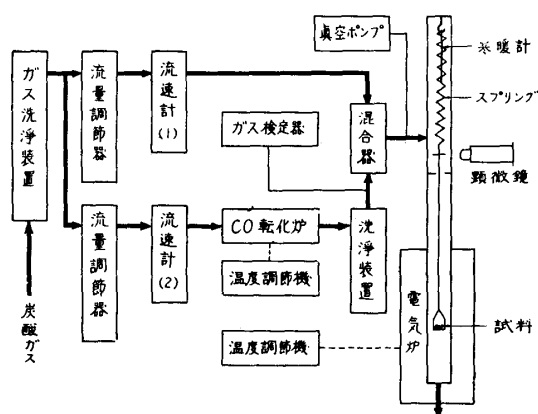 真空ポンプ
寒暖計
スプリング
ガス洗浄装置
流量調節器
流速計(1)
ガス検定器
混合器
顕微鏡
流量調節器
流速計(2)
CO転化炉
洗浄装置
温度調節機
電気炉
試料
温度調節機
炭酸ガス